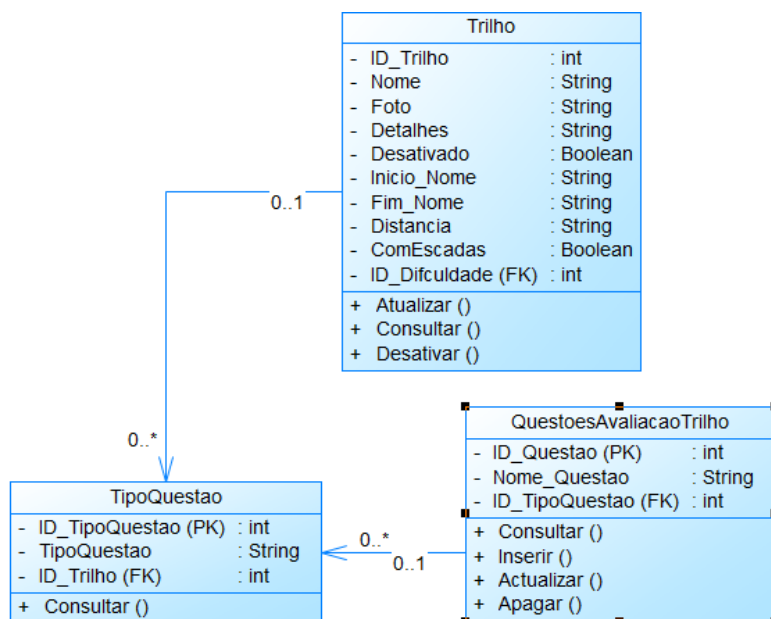 Trilho
- ID_Trilho : int
- Nome : String
- Foto : String
- Detalhes : String
- Desativado : Boolean
- Inicio_Nome : String
- Fim_Nome : String
- Distancia : String
- ComEscadas : Boolean
- ID_Difculdade (FK) : int
+ Atualizar ()
+ Consultar ()
+ Desativar ()
0..1
0..*
QuestoesAvaliacaoTrilho
- ID_Questao (PK) : int
- Nome_Questao : String
- ID_TipoQuestao (FK) : int
+ Consultar ()
+ Inserir ()
+ Actualizar ()
+ Apagar ()
TipoQuestao
- ID_TipoQuestao (PK) : int
- TipoQuestao : String
- ID_Trilho (FK) : int
+ Consultar ()
0..*
0..1